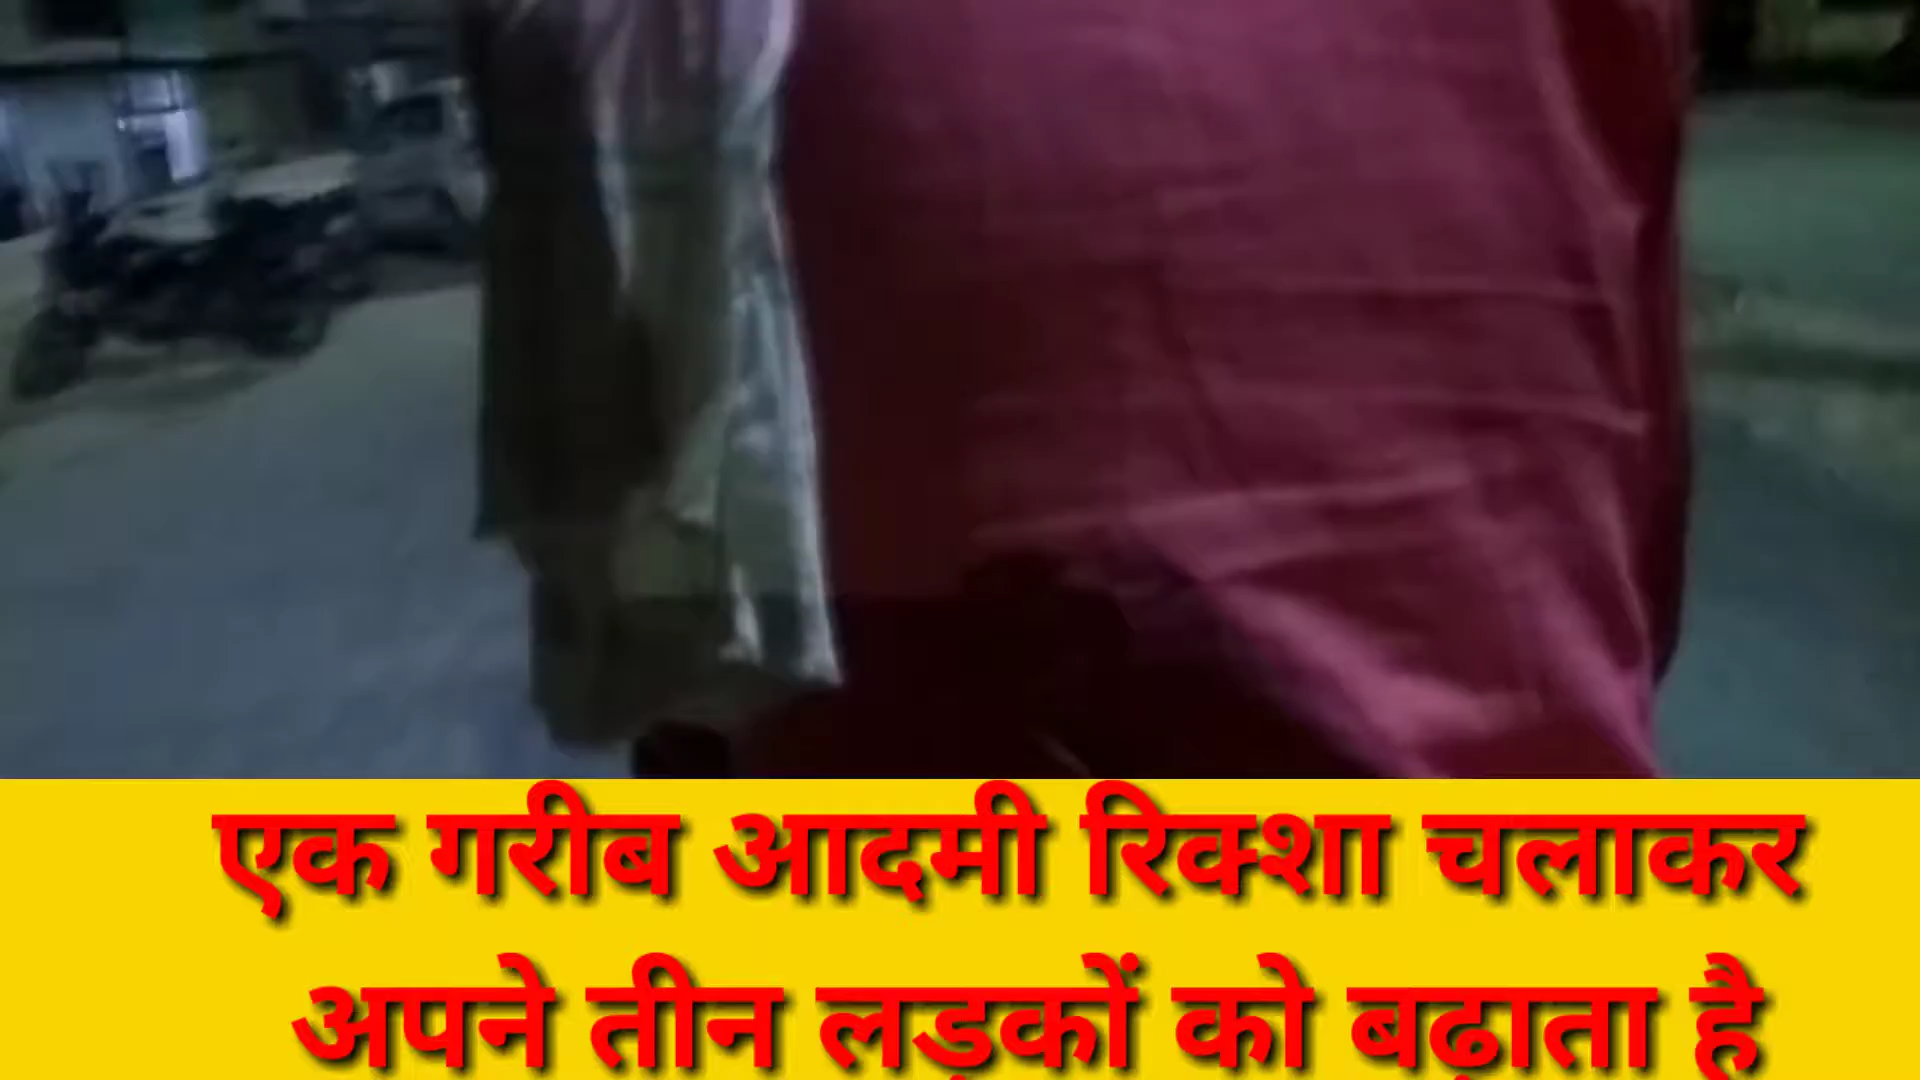 एक गरीब आदमी रिक्शा चलाकर
अपने तीन लड़कों को बढ़ाता है